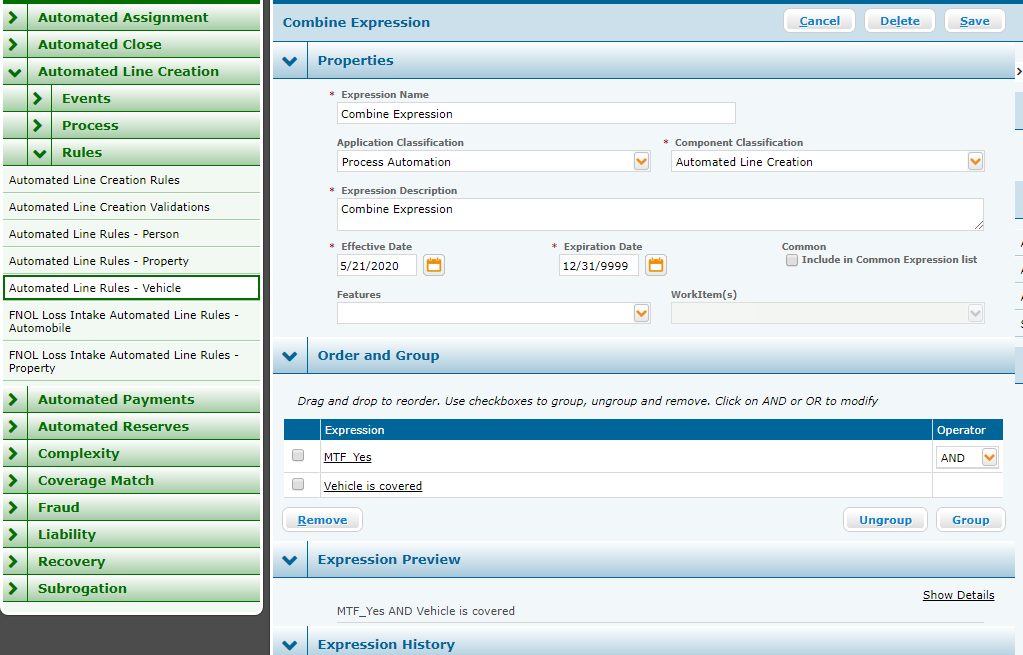 Automated Assignment
Automated Close
Automated Line Creation
Events
Process
Rules
Automated Line Creation Rules
Automated Line Creation Validations
Automated Line Rules - Person
Automated Line Rules - Property
Automated Line Rules - Vehicle
FNOL Loss Intake Automated Line Rules -
Automobile
FNOL Loss Intake Automated Line Rules -
Property
Automated Payments
Automated Reserves
Complexity
Coverage Match
Fraud
Liability
Recovery
Subrogation
Combine Expression
Cancel Delete Save
Properties
* Expression Name
Combine Expression
Application Classification * Component Classification
Process Automation Automated Line Creation
* Expression Description
Combine Expression
* Effective Date * Expiration Date Common
5/21/2020 12/31/9999 Include in Common Expression list
Features WorkItem(s)
Order and Group
Drag and drop to reorder. Use checkboxes to group, ungroup and remove. Click on AND or OR to modify
Expression Operator
MTF_Yes AND
Vehicle is covered
Remove Ungroup Group
Expression Preview
Show Details
MTF_Yes AND Vehicle is covered
Expression History